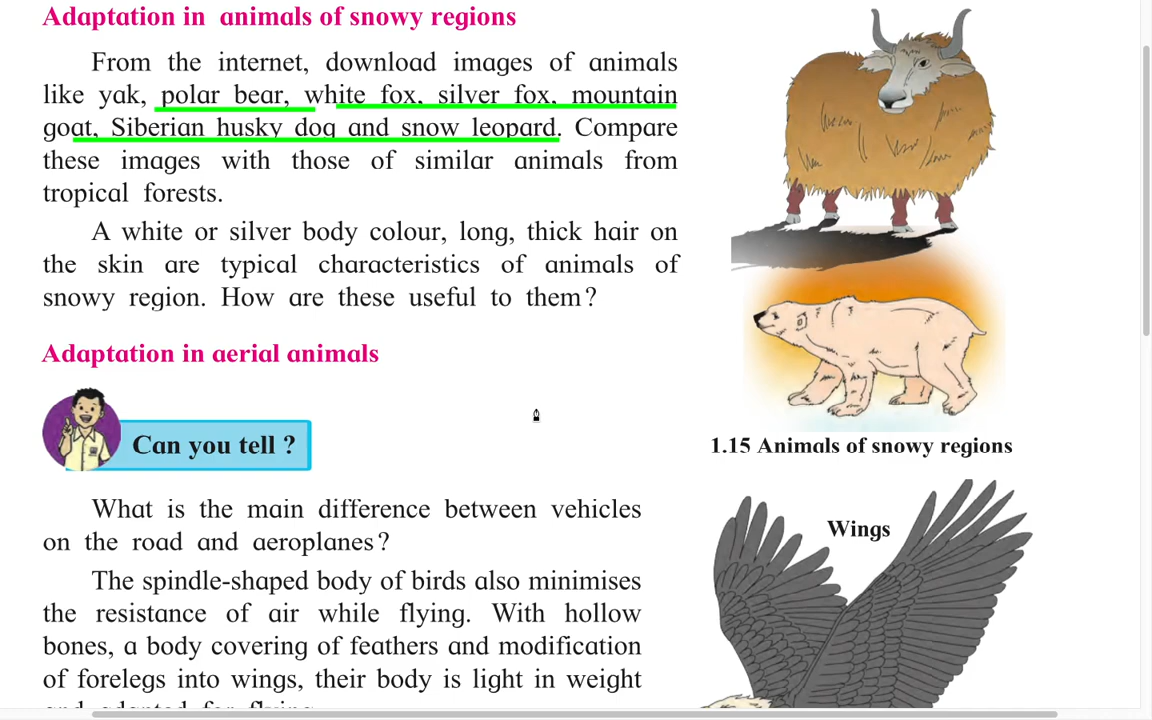 Adaptation in animals of snowy regions
From the internet, download images of animals
like yak, polar bear, white fox, silver fox, mountain
goat, Siberian husky dog and snow leopard. Compare
these images with those of similar animals from
tropical forests.
A white or silver body colour, long, thick hair on
the skin are typical characteristics of animals of
snowy region. How are these useful to them?
1.15 Animals of snowy regions
Adaptation in aerial animals
Can you tell ?
What is the main difference between vehicles
on the road and aeroplanes?
The spindle-shaped body of birds also minimises
the resistance of air while flying. With hollow
bones, a body covering of feathers and modification
of forelegs into wings, their body is light in weight
and adapted for flying.
Wings